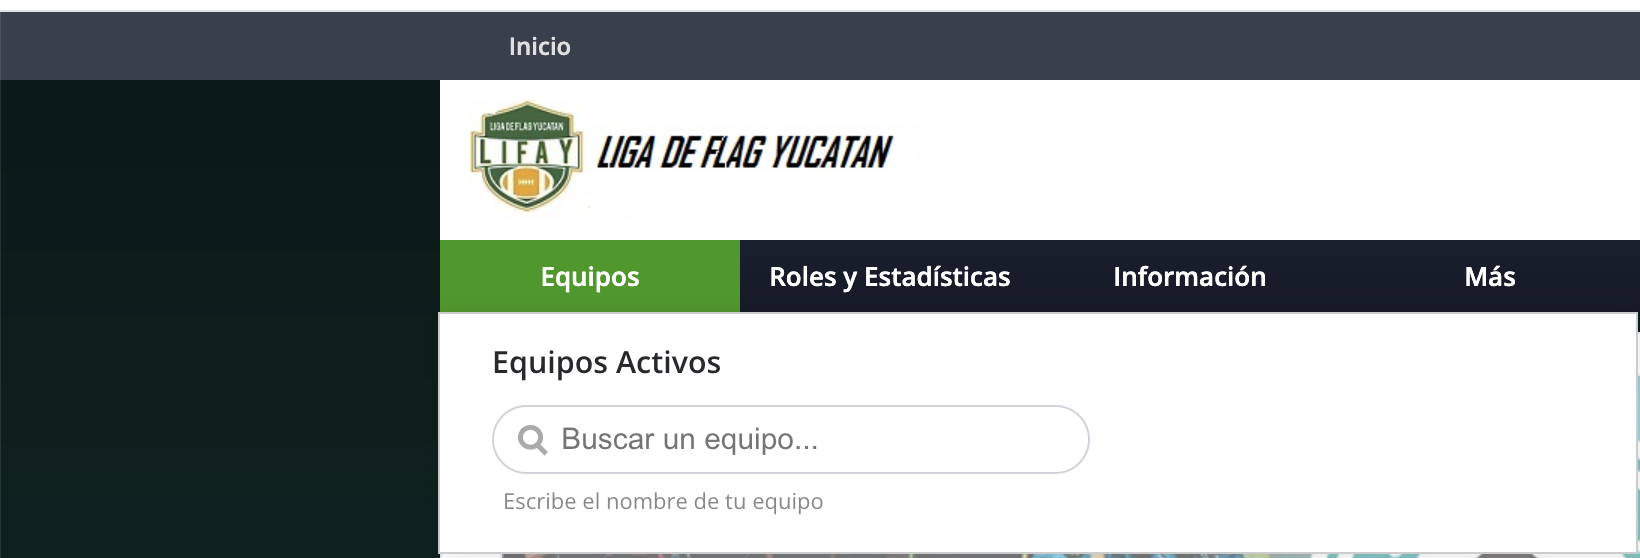 Inicio
LIGA DE FLAG YUCATAN
LIFAY
LIGA DE FLAG YUCATAN
Equipos
Roles y Estadísticas
Información
Más
Equipos Activos
Buscar un equipo...
Escribe el nombre de tu equipo